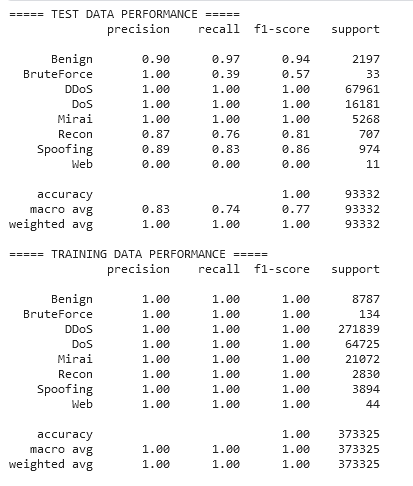 ===== TEST DATA PERFORMANCE =====
precision recall f1-score support
Benign 0.90 0.97 0.94 2197
BruteForce 1.00 0.39 0.57 33
DDoS 1.00 1.00 1.00 67961
DoS 1.00 1.00 1.00 16181
Mirai 1.00 1.00 1.00 5268
Recon 0.87 0.76 0.81 707
Spoofing 0.89 0.83 0.86 974
Web 0.00 0.00 0.00 11
accuracy 1.00 93332
macro avg 0.83 0.74 0.77 93332
weighted avg 1.00 1.00 1.00 93332
===== TRAINING DATA PERFORMANCE =====
precision recall f1-score support
Benign 1.00 1.00 1.00 8787
BruteForce 1.00 1.00 1.00 134
DDoS 1.00 1.00 1.00 271839
DoS 1.00 1.00 1.00 64725
Mirai 1.00 1.00 1.00 21072
Recon 1.00 1.00 1.00 2830
Spoofing 1.00 1.00 1.00 3894
Web 1.00 1.00 1.00 44
accuracy 1.00 373325
macro avg 1.00 1.00 1.00 373325
weighted avg 1.00 1.00 1.00 373325